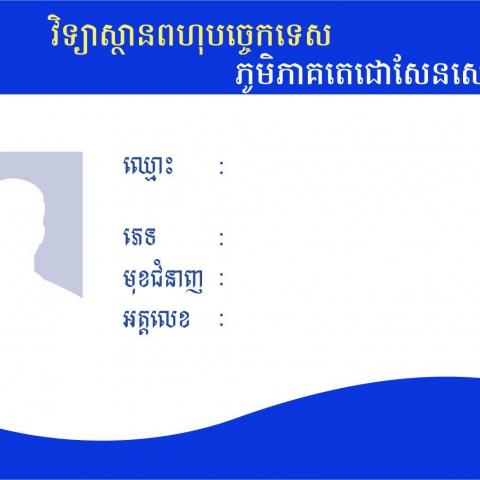 វិទ្យាស្ថានពហុបច្ចេកទេស
ភូមិភាគតេជោសែន
ឈ្មោះ :
ភេទ :
មុខជំនាញ :
អត្តលេខ :